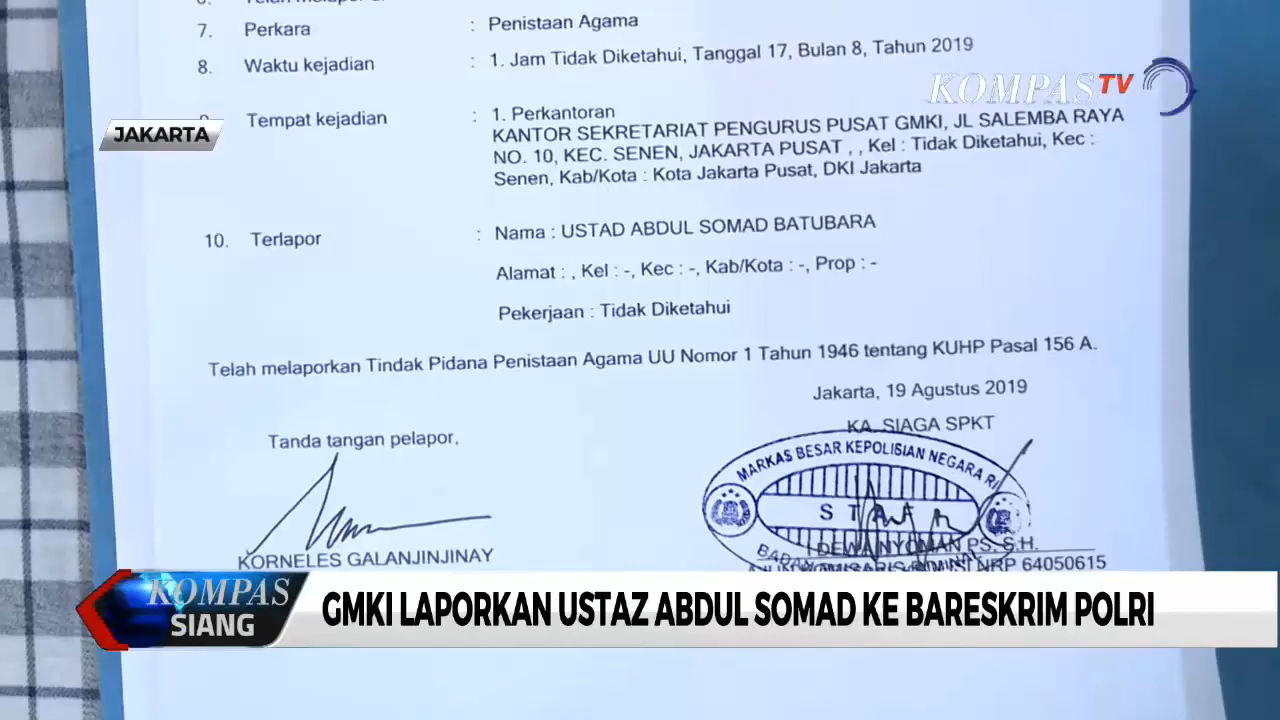 7. Perkara : Penistaan Agama
8. Waktu kejadian : 1. Jam Tidak Diketahui, Tanggal 17, Bulan 8, Tahun 2019
KOMPAS TV
Tempat kejadian : 1. Perkantoran
JAKARTA
KANTOR SEKRETARIAT PENGURUS PUSAT GMKI, JL SALEMBA RAYA
NO. 10, KEC. SENEN, JAKARTA PUSAT , , Kel : Tidak Diketahui, Kec :
Senen, Kab/Kota : Kota Jakarta Pusat, DKI Jakarta
10. Terlapor : Nama : USTAD ABDUL SOMAD BATUBARA
Alamat : , Kel : -, Kec : -, Kab/Kota : -, Prop : -
Pekerjaan : Tidak Diketahui
Telah melaporkan Tindak Pidana Penistaan Agama UU Nomor 1 Tahun 1946 tentang KUHP Pasal 156 A.
Jakarta, 19 Agustus 2019
KA. SIAGA SPKT
Tanda tangan pelapor,
MARKAS BESAR KEPOLISIAN NEGARA RI
KORNELES GALANJINJINAY
I DEWA NYOMAN PS, S.H.
NRP 64050615
KOMPAS
SIANG
GMKI LAPORKAN USTAZ ABDUL SOMAD KE BARESKRIM POLRI